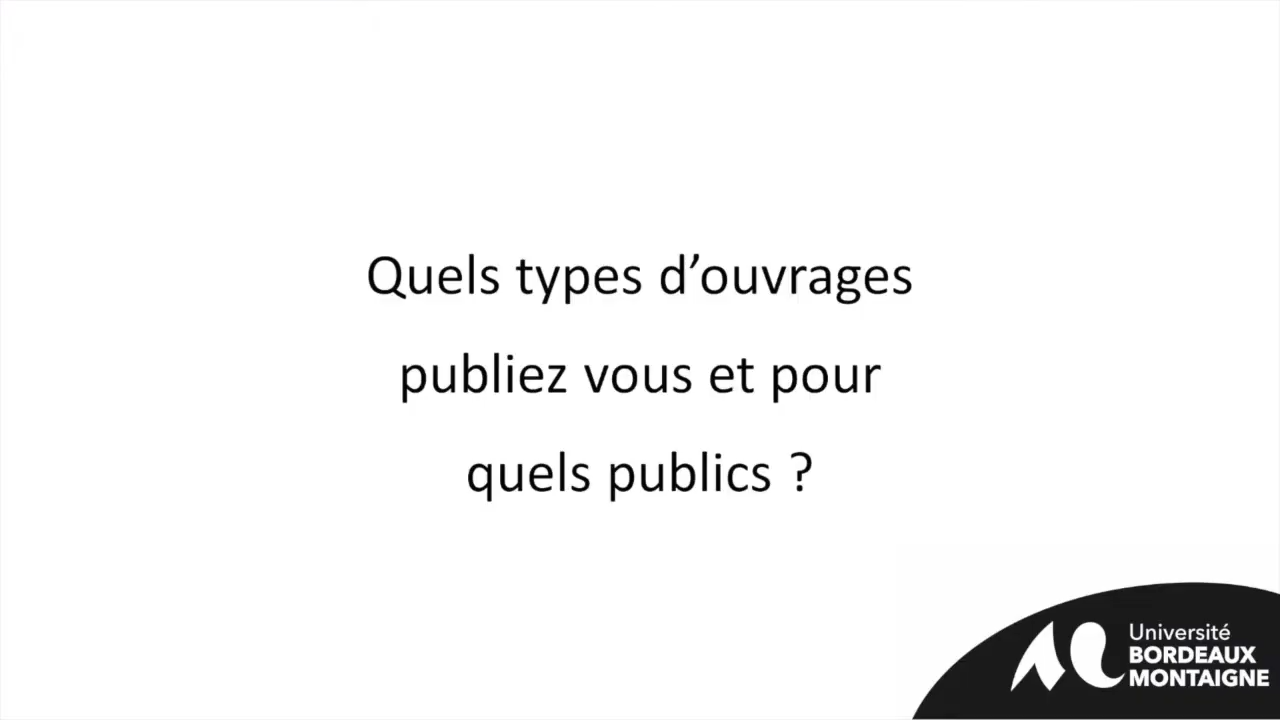 Quels types d’ouvrages
publiez vous et pour
quels publics ?
Université
BORDEAUX
MONTAIGNE